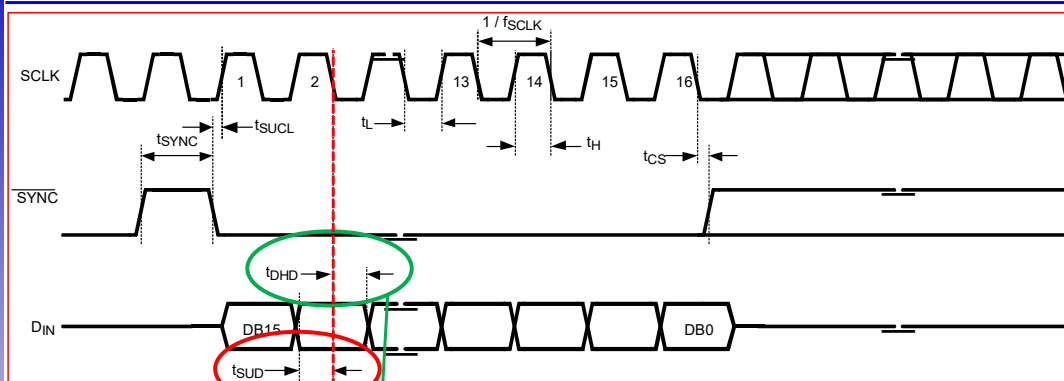 1 / fSCLK
SCLK
1 2 13 14 15 16
tSUCL
tL
tH
tSYNC
tCS
SYNC
tDHD
DIN
DB15 DB0
tSUD